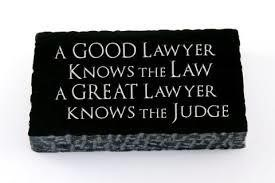 A GOOD LAWYER
KNOWS THE LAW
A GREAT LAWYER
KNOWS THE JUDGE